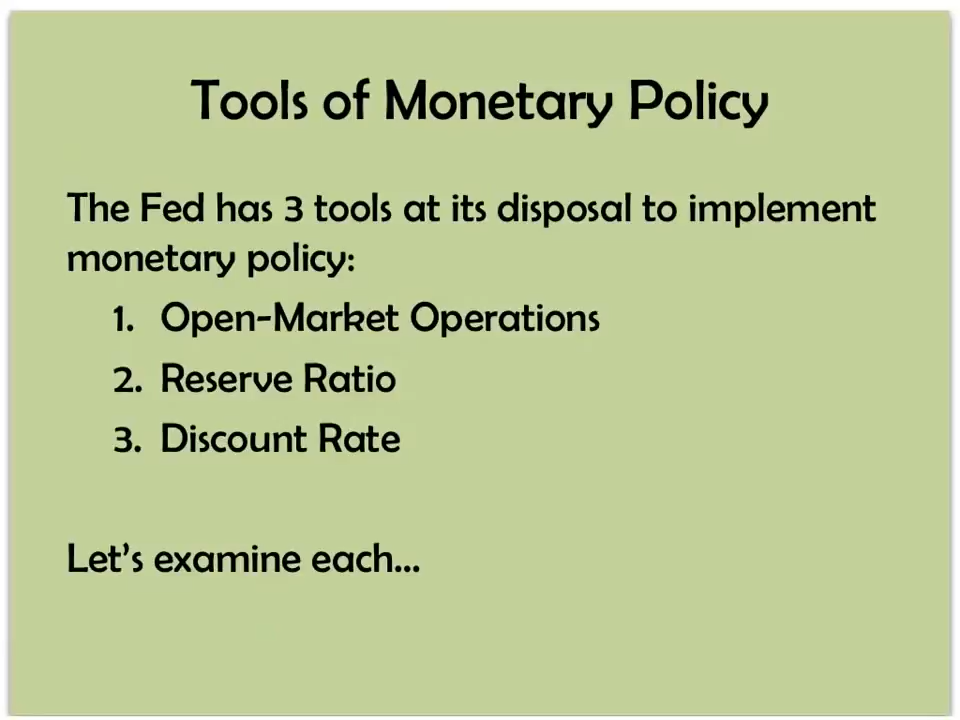 Tools of Monetary Policy
The Fed has 3 tools at its disposal to implement
monetary policy:
1. Open-Market Operations
2. Reserve Ratio
3. Discount Rate
Let’s examine each...